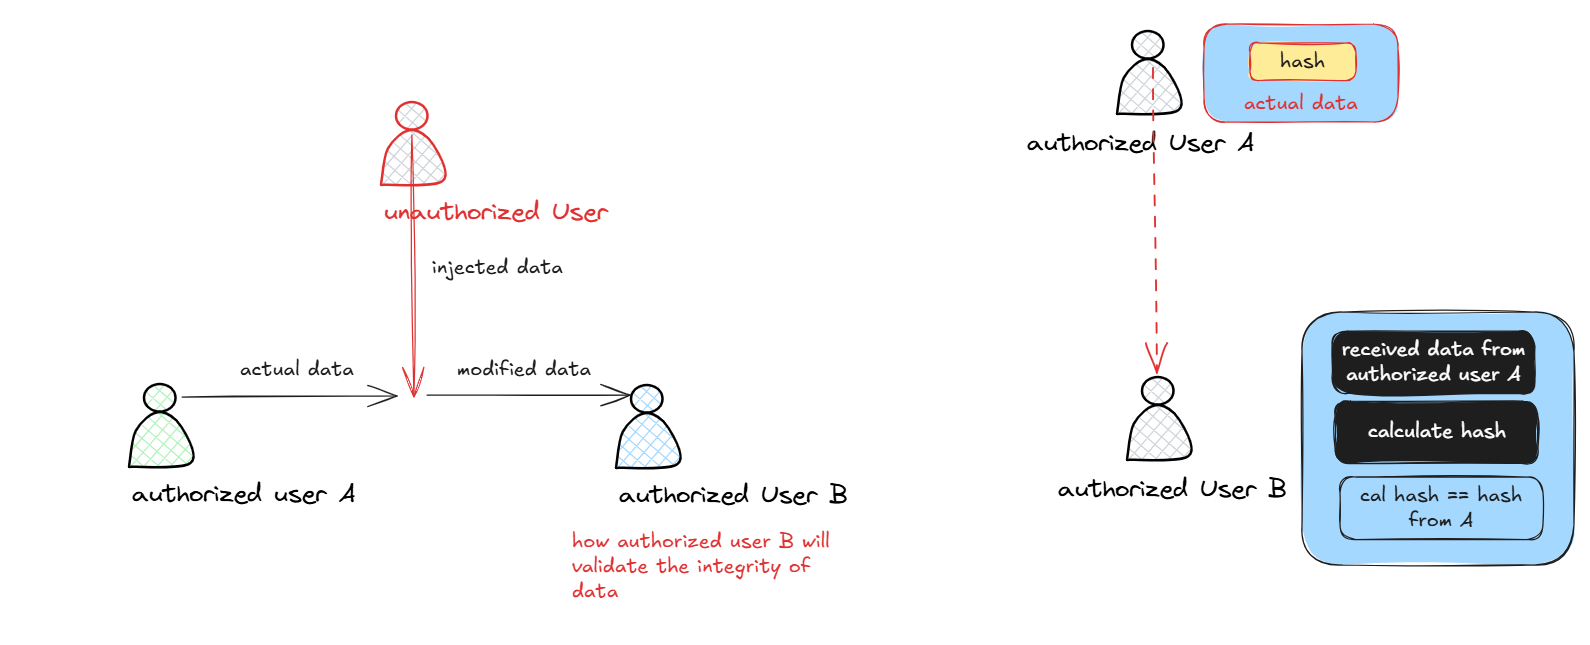 unauthorized User
injected data
actual data
modified data
authorized user A
authorized User B
how authorized user B will
validate the integrity of
data
hash
actual data
authorized User A
received data from
authorized user A
calculate hash
cal hash == hash
from A
authorized User B